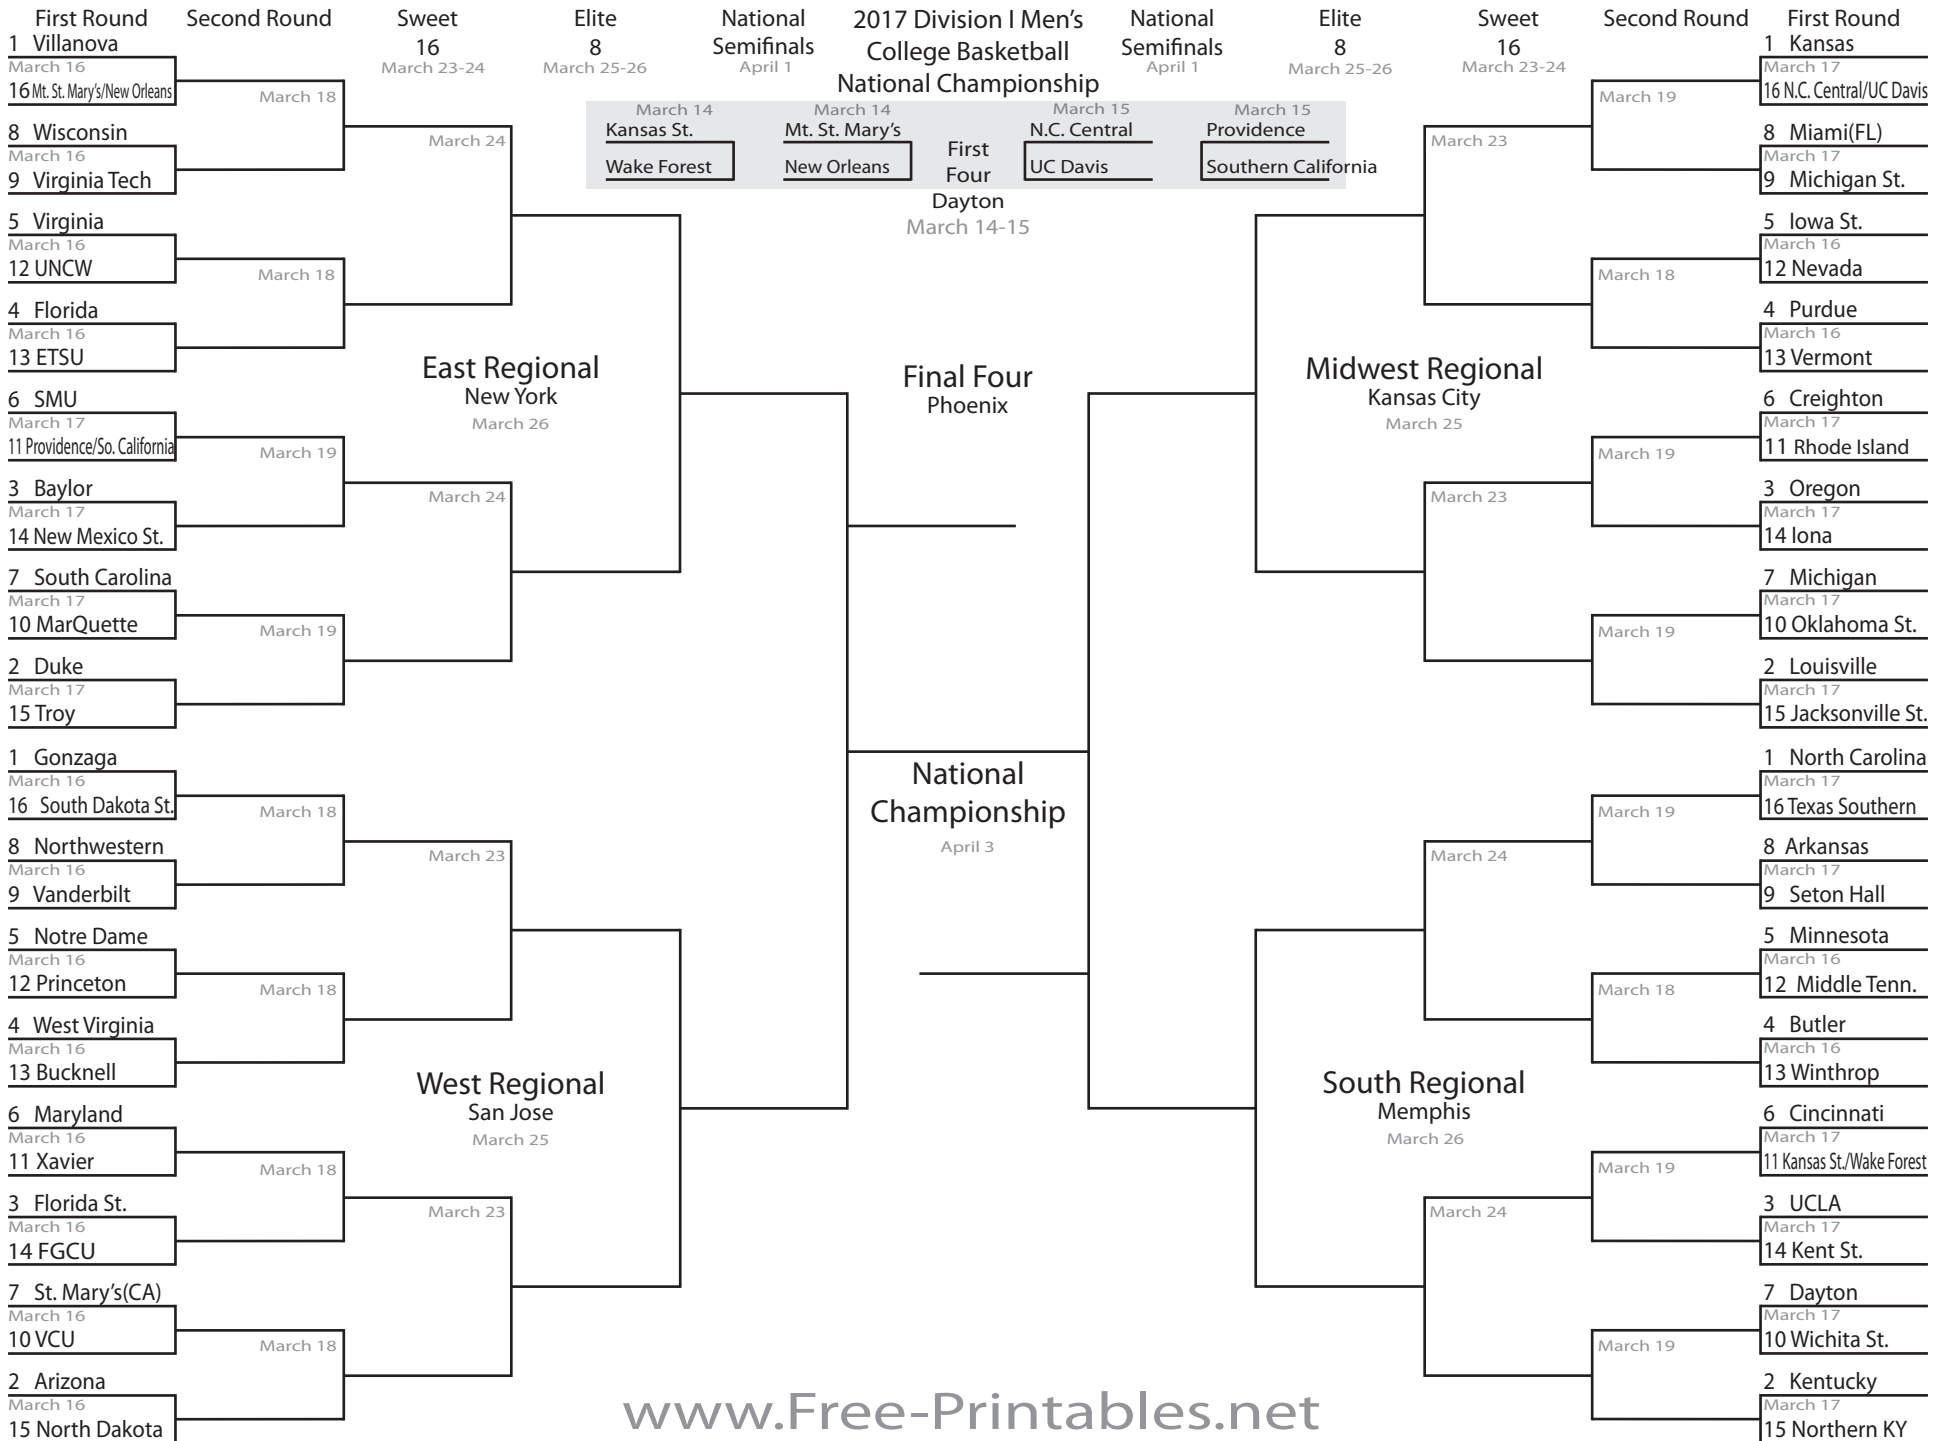 First Round
Second Round
Sweet
16
March 23-24
Elite
8
March 25-26
National
Semifinals
April 1
2017 Division I Men's
College Basketball
National Championship
National
Semifinals
April 1
Elite
8
March 25-26
Sweet
16
March 23-24
Second Round
First Round
March 14
Kansas St.
Wake Forest
March 14
Mt. St. Mary's
New Orleans
First
Four
Dayton
March 14-15
March 15
N.C. Central
UC Davis
March 15
Providence
Southern California
1 Villanova
March 16
16 Mt. St. Mary's/New Orleans
March 18
8 Wisconsin
March 16
9 Virginia Tech
March 24
5 Virginia
March 16
12 UNCW
March 18
4 Florida
March 16
13 ETSU
East Regional
New York
March 26
6 SMU
March 17
11 Providence/So. California
March 19
3 Baylor
March 17
14 New Mexico St.
March 24
7 South Carolina
March 17
10 MarQuette
March 19
2 Duke
March 17
15 Troy
1 Gonzaga
March 16
16 South Dakota St.
March 18
8 Northwestern
March 16
9 Vanderbilt
March 23
5 Notre Dame
March 16
12 Princeton
March 18
4 West Virginia
March 16
13 Bucknell
West Regional
San Jose
March 25
6 Maryland
March 16
11 Xavier
March 18
3 Florida St.
March 16
14 FGCU
March 23
7 St. Mary's(CA)
March 16
10 VCU
March 18
2 Arizona
March 16
15 North Dakota
Final Four
Phoenix
National
Championship
April 3
1 Kansas
March 17
16 N.C. Central/UC Davis
March 19
8 Miami(FL)
March 17
9 Michigan St.
March 23
5 Iowa St.
March 16
12 Nevada
March 18
4 Purdue
March 16
13 Vermont
Midwest Regional
Kansas City
March 25
6 Creighton
March 17
11 Rhode Island
March 19
3 Oregon
March 17
14 Iona
March 23
7 Michigan
March 17
10 Oklahoma St.
March 19
2 Louisville
March 17
15 Jacksonville St.
1 North Carolina
March 17
16 Texas Southern
March 19
8 Arkansas
March 17
9 Seton Hall
March 24
5 Minnesota
March 16
12 Middle Tenn.
March 18
4 Butler
March 16
13 Winthrop
South Regional
Memphis
March 26
6 Cincinnati
March 17
11 Kansas St./Wake Forest
March 19
3 UCLA
March 17
14 Kent St.
March 24
7 Dayton
March 17
10 Wichita St.
March 19
2 Kentucky
March 17
15 Northern KY
www.Free-Printables.net